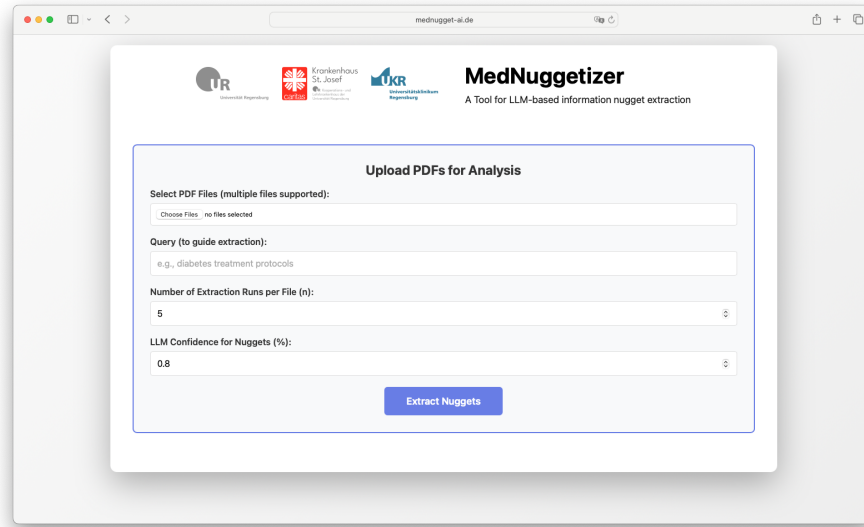 mednugget-ai.de
UR
Universität Regensburg
caritas
Krankenhaus
St. Josef
UKR
Universitätsklinikum
Regensburg
MedNuggetizer
A Tool for LLM-based information nugget extraction
Upload PDFs for Analysis
Select PDF Files (multiple files supported):
Choose Files no files selected
Query (to guide extraction):
e.g., diabetes treatment protocols
Number of Extraction Runs per File (n):
5
LLM Confidence for Nuggets (%):
0.8
Extract Nuggets